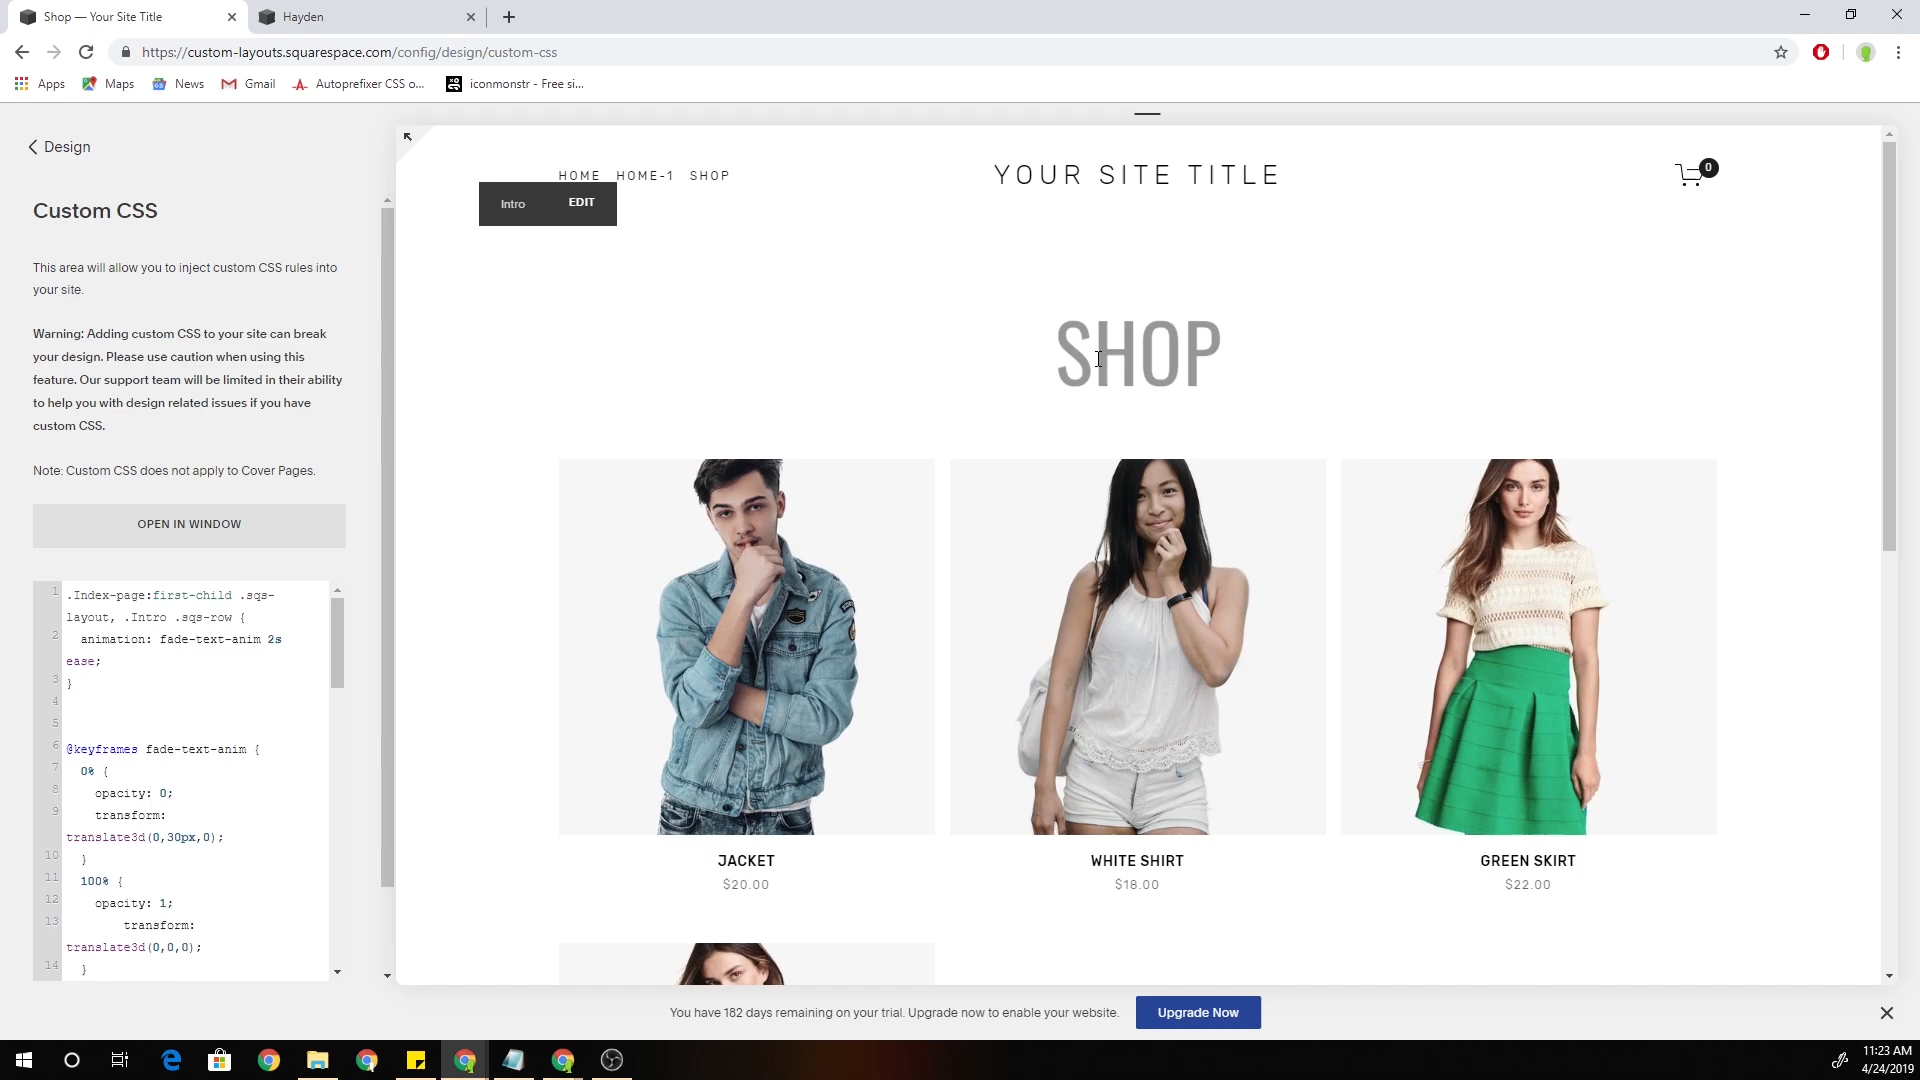 Shop — Your Site Title
Hayden
https://custom-layouts.squarespace.com/config/design/custom-css
Apps
Maps
News
Gmail
Autoprefixer CSS o...
iconmonstr - Free si...
Design
Custom CSS
This area will allow you to inject custom CSS rules into
your site.
Warning: Adding custom CSS to your site can break
your design. Please use caution when using this
feature. Our support team will be limited in their ability
to help you with design related issues if you have
custom CSS.
Note: Custom CSS does not apply to Cover Pages.
OPEN IN WINDOW
1 .Index-page:first-child .sqs-
layout, .Intro .sqs-row {
2 animation: fade-text-anim 2s
ease;
3 }
4
5
6 @keyframes fade-text-anim {
7 0% {
8 opacity: 0;
9 transform:
translate3d(0,30px,0);
10 }
11 100% {
12 opacity: 1;
13 transform:
translate3d(0,0,0);
14 }
HOME HOME-1 SHOP
YOUR SITE TITLE
0
Intro EDIT
SHOP
JACKET
$20.00
WHITE SHIRT
$18.00
GREEN SKIRT
$22.00
You have 182 days remaining on your trial. Upgrade now to enable your website.
Upgrade Now
11:23 AM
4/24/2019